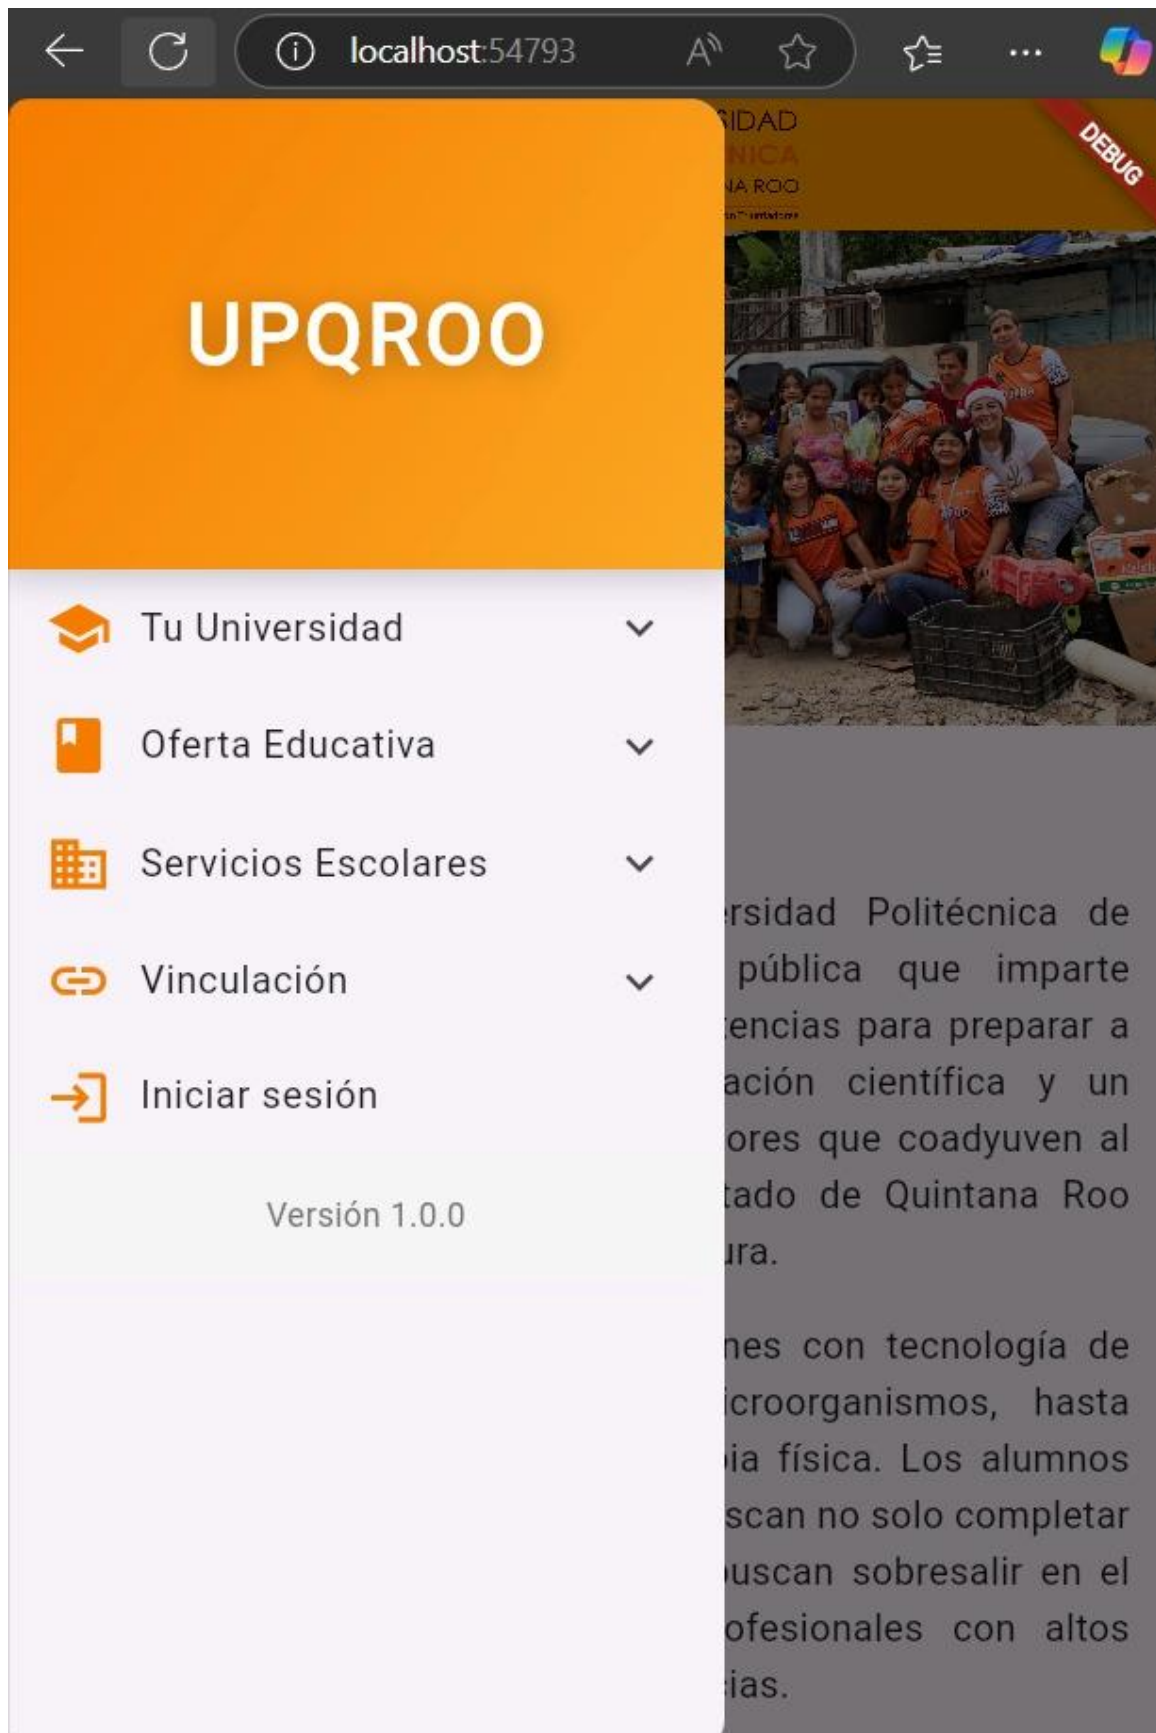 localhost:54793
SIDAD
NICA
NA ROO
DEBUG
UPQROO
Tu Universidad
Oferta Educativa
Servicios Escolares
Vinculación
Iniciar sesión
Versión 1.0.0
ersidad Politécnica de
pública que imparte
tencias para preparar a
ación científica y un
ores que coadyuven al
tado de Quintana Roo
ura.
nes con tecnología de
icroorganismos, hasta
ia física. Los alumnos
scan no solo completar
buscan sobresalir en el
ofesionales con altos
cias.